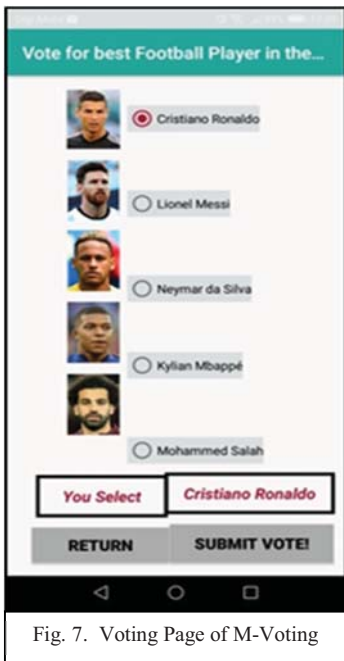 Vote for best Football Player in the...
Cristiano Ronaldo
Lionel Messi
Neymar da Silva
Kylian Mbappé
Mohammed Salah
You Select Cristiano Ronaldo
RETURN SUBMIT VOTE!
Fig. 7. Voting Page of M-Voting